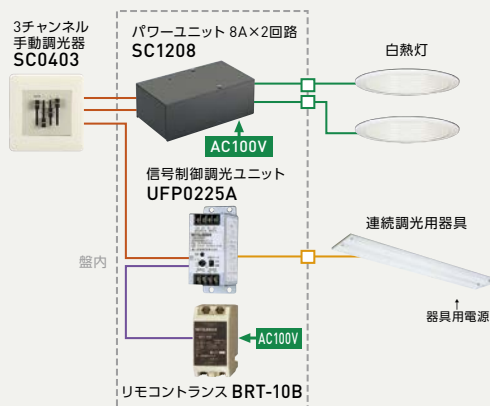 3チャンネル
手動調光器
SC0403
パワーユニット 8A×2回路
SC1208
白熱灯
AC100V
信号制御調光ユニット
UFP0225A
連続調光用器具
盤内
器具用電源
AC100V
リモコントランス BRT-10B